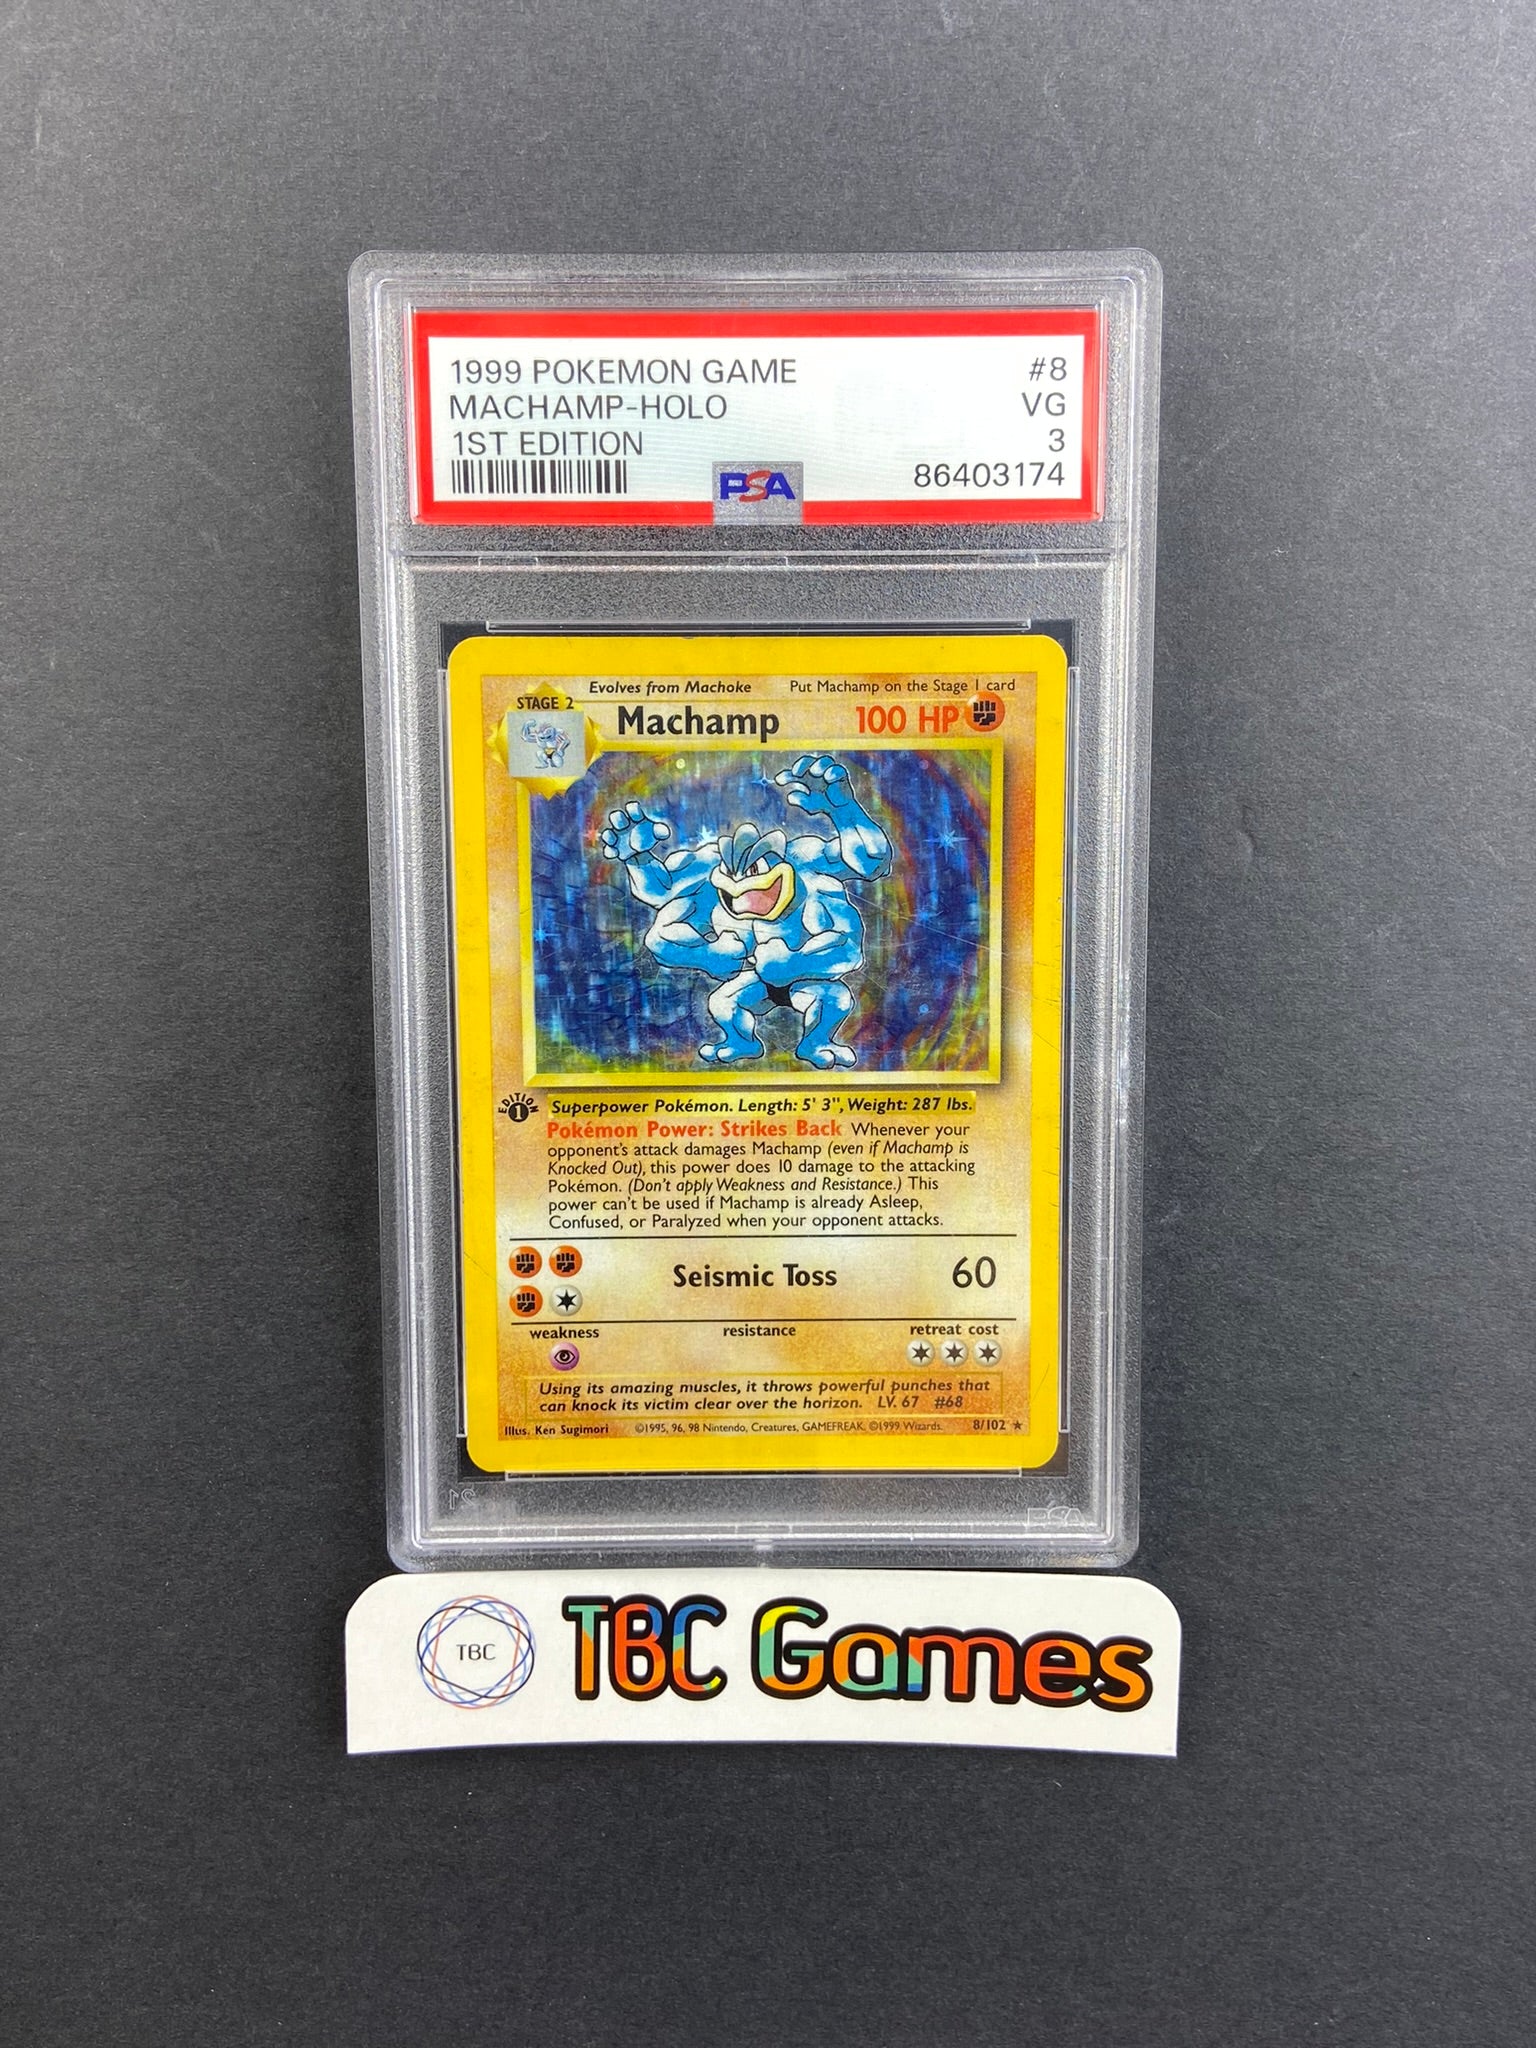 1999 POKEMON GAME #8
MACHAMP-HOLO VG
1ST EDITION 3
PSA 86403174
Evolves from Machoke Put Machamp on the Stage 1 card
STAGE 2
Machamp 100 HP
EDITION
1
Superpower Pokémon. Length: 5' 3", Weight: 287 lbs.
Pokémon Power: Strikes Back Whenever your
opponent's attack damages Machamp (even if Machamp is
Knocked Out), this power does 10 damage to the attacking
Pokémon. (Don't apply Weakness and Resistance.) This
power can't be used if Machamp is already Asleep,
Confused, or Paralyzed when your opponent attacks.
Seismic Toss 60
weakness resistance retreat cost
Using its amazing muscles, it throws powerful punches that
can knock its victim clear over the horizon. LV. 67 #68
Illus. Ken Sugimori ©1995, 96, 98 Nintendo, Creatures, GAMEFREAK. ©1999 Wizards. 8/102 ★
21 PSA
TBC TBC Games